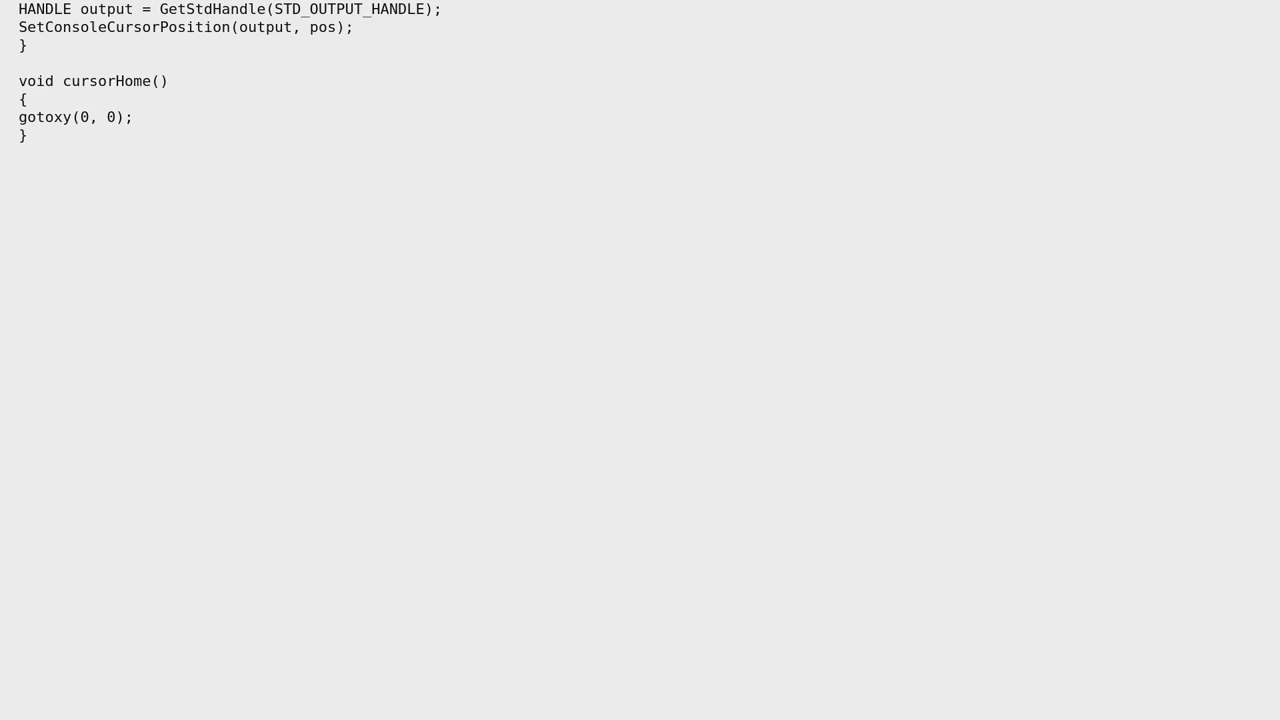 HANDLE output = GetStdHandle(STD_OUTPUT_HANDLE);
SetConsoleCursorPosition(output, pos);
}

void cursorHome()
{
gotoxy(0, 0);
}